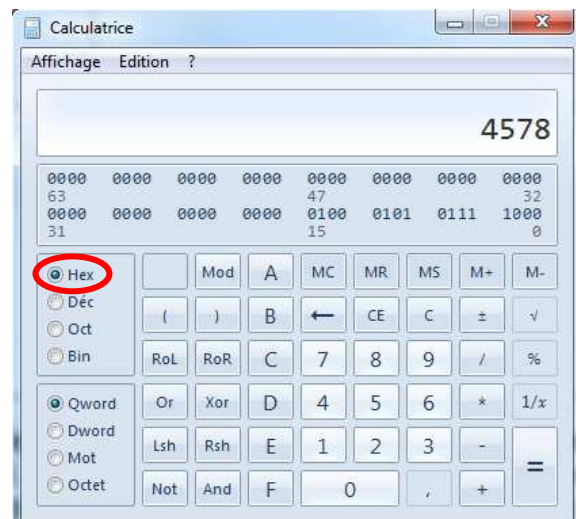 Calculatrice
Affichage Edition ?
4578
0000 0000 0000 0000 0000 0000 0000 0000
63 47 32
0000 0000 0000 0000 0100 0101 0111 1000
31 15 0
Hex Mod A MC MR MS M+ M-
Déc
Oct ( ) B ← CE C ± √
Bin RoL RoR C 7 8 9 / %
Qword Or Xor D 4 5 6 * 1/x
Dword
Mot Lsh Rsh E 1 2 3 - =
Octet Not And F 0 , +